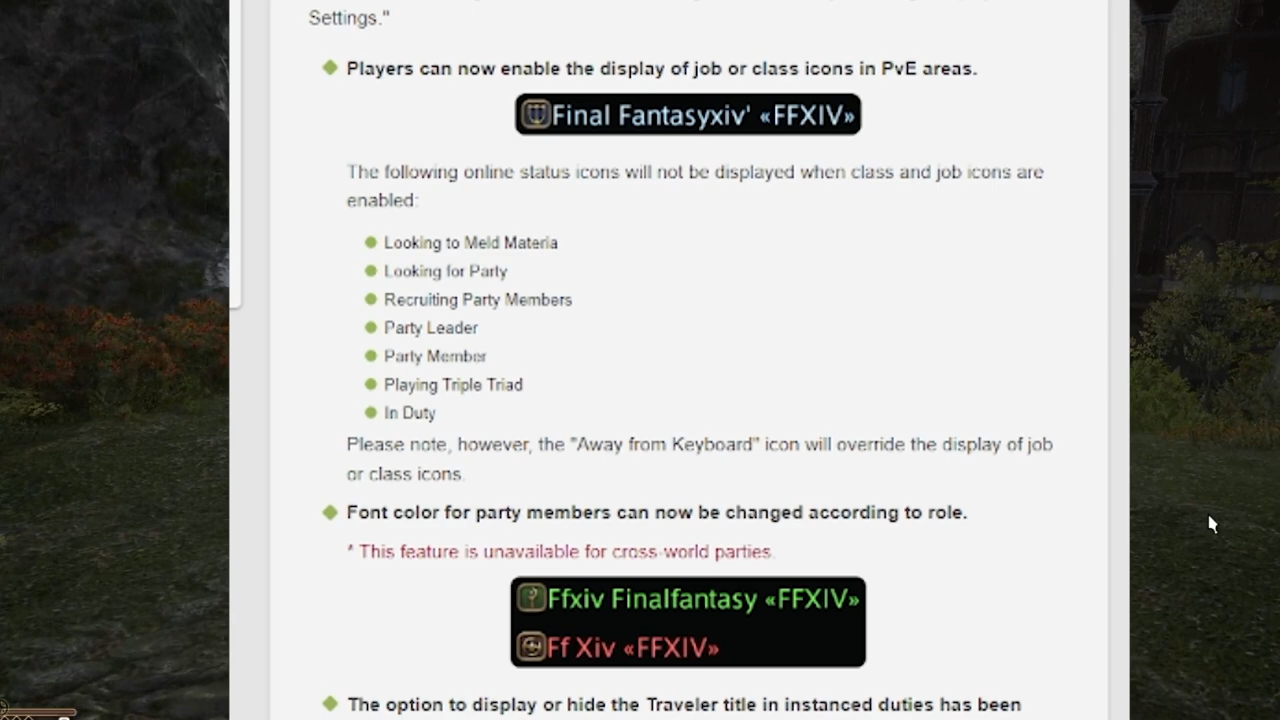 Settings."
Players can now enable the display of job or class icons in PvE areas.
Final Fantasyxiv' «FFXIV»
The following online status icons will not be displayed when class and job icons are
enabled:
Looking to Meld Materia
Looking for Party
Recruiting Party Members
Party Leader
Party Member
Playing Triple Triad
In Duty
Please note, however, the "Away from Keyboard" icon will override the display of job
or class icons.
Font color for party members can now be changed according to role.
* This feature is unavailable for cross-world parties.
Ffxiv Finalfantasy «FFXIV»
Ff Xiv «FFXIV»
The option to display or hide the Traveler title in instanced duties has been